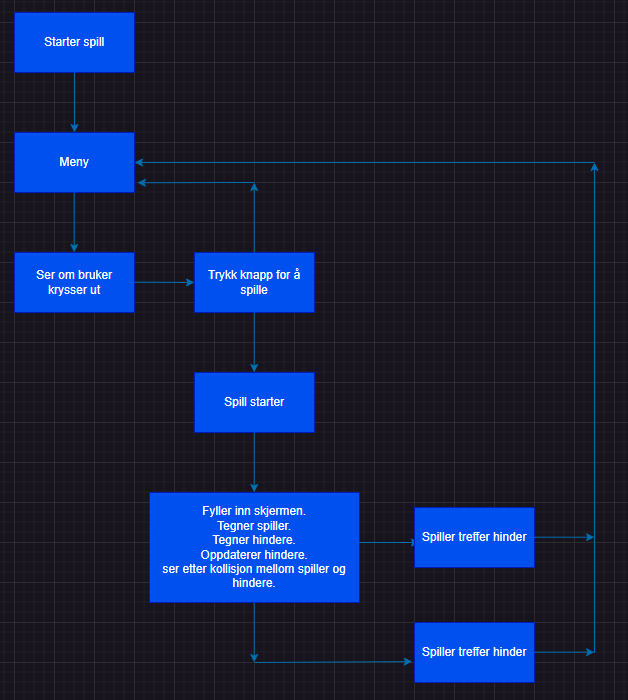 Starter spill
Meny
Ser om bruker
krysser ut
Trykk knapp for å
spille
Spill starter
Fyller inn skjermen.
Tegner spiller.
Tegner hindere.
Oppdaterer hindere.
ser etter kollisjon mellom spiller og
hindere.
Spiller treffer hinder
Spiller treffer hinder